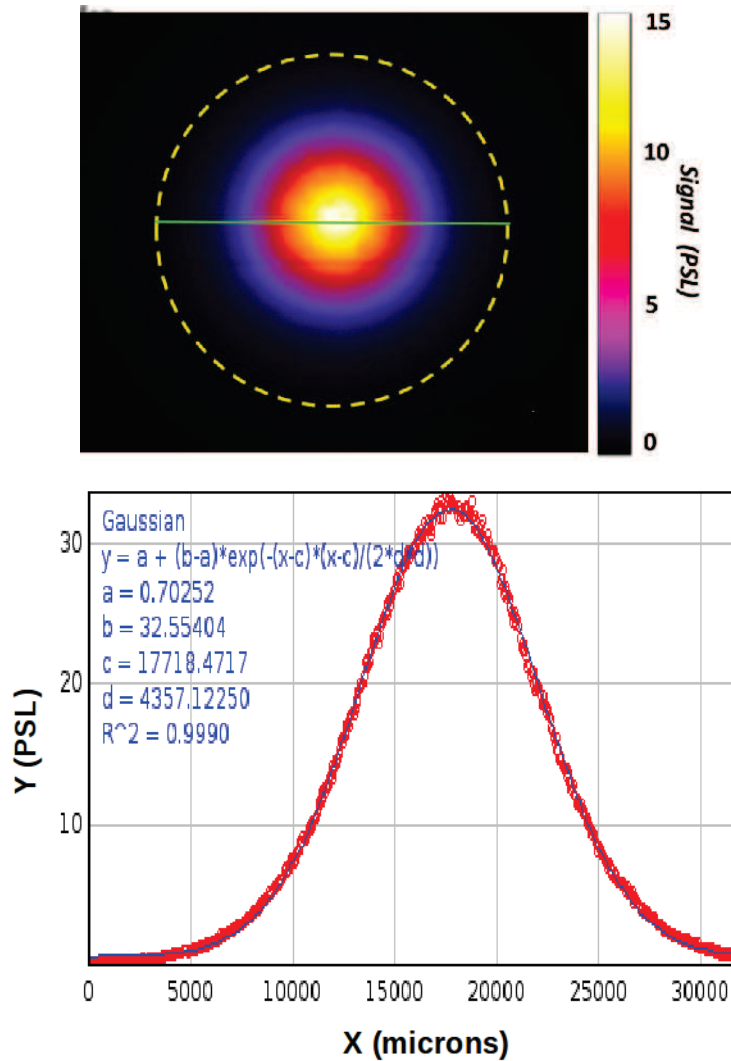 15
10
5
0
Signal (PSL)
Gaussian
y = a + (b-a)*exp(-(x-c)*(x-c)/(2*d*d))
a = 0.70252
b = 32.55404
c = 17718.4717
d = 4357.12250
R^2 = 0.9990
30
20
10
Y (PSL)
0 5000 10000 15000 20000 25000 30000
X (microns)